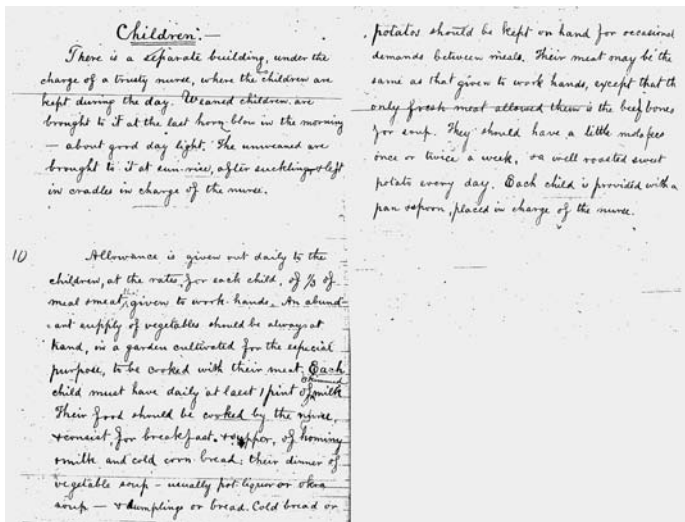 Children.—
There is a separate building, under the
charge of a trusty nurse, where the children are
kept during the day. Weaned children are
brought to it at the last horn blow in the morning
— about good day light. The unweaned are
brought to it at sun-rise, after suckling, & left
in cradles in charge of the nurse.
10 Allowance is given out daily to the
children, at the rates, for each child, of 1/3 of
meal & meat given to work-hands. An abund-
-ant supply of vegetables should be always at
hand, in a garden cultivated for the especial
purpose, to be cooked with their meat. Each
child must have daily at least 1 pint of skimmed milk
Their food should be cooked by the nurse,
& consist, for breakfast & supper, of hominy
& milk and cold corn bread; their dinner of
vegetable soup – usually pot-liquor or okra
soup — & dumplings or bread. Cold bread or
potatos should be kept on hand for occasional
demands between meals. Their meat may be the
same as that given to work hands, except that th
only fresh meat allowed them is the beef bones
for soup. They should have a little molasses
once or twice a week, & a well roasted sweet
potato every day. Each child is provided with a
pan & spoon, placed in charge of the nurse.